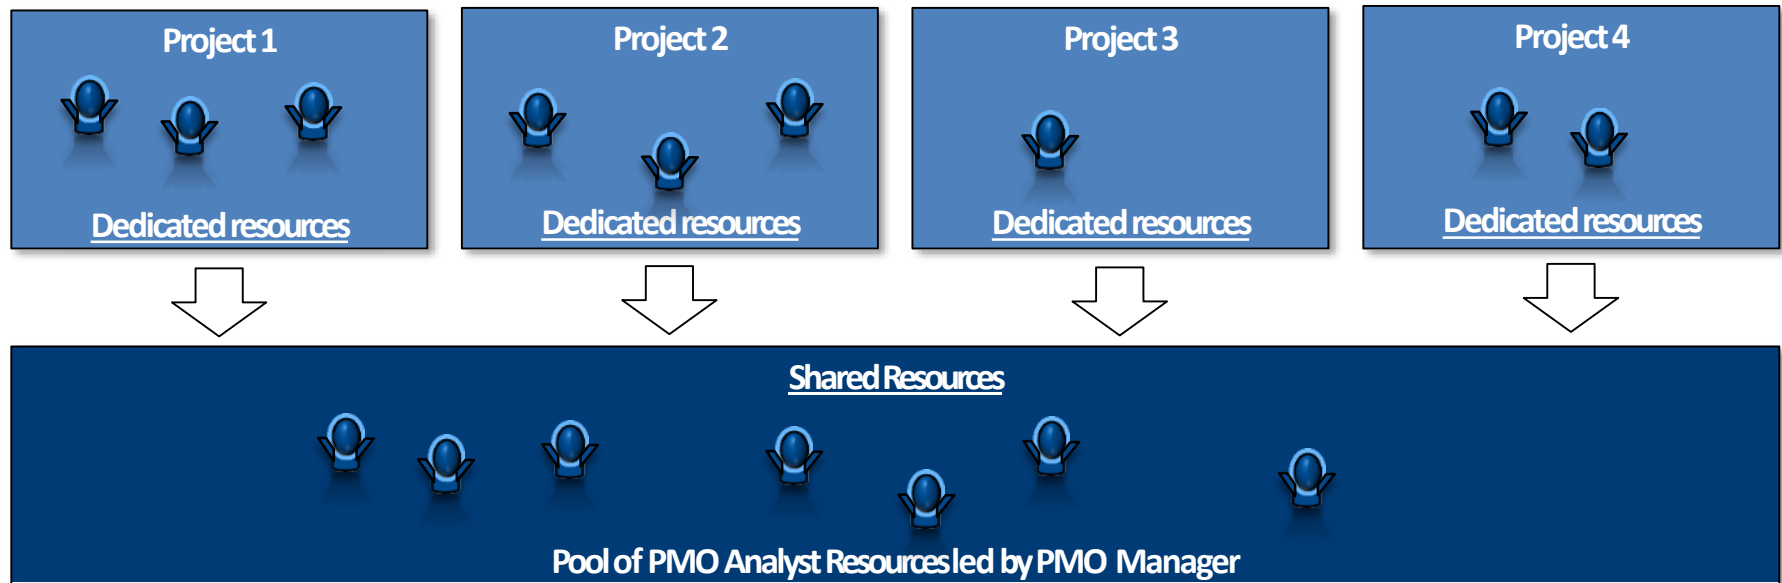 Project 1
Project 2
Project 3
Project 4
Dedicated resources
Dedicated resources
Dedicated resources
Dedicated resources
Shared Resources
Pool of PMO Analyst Resources led by PMO Manager